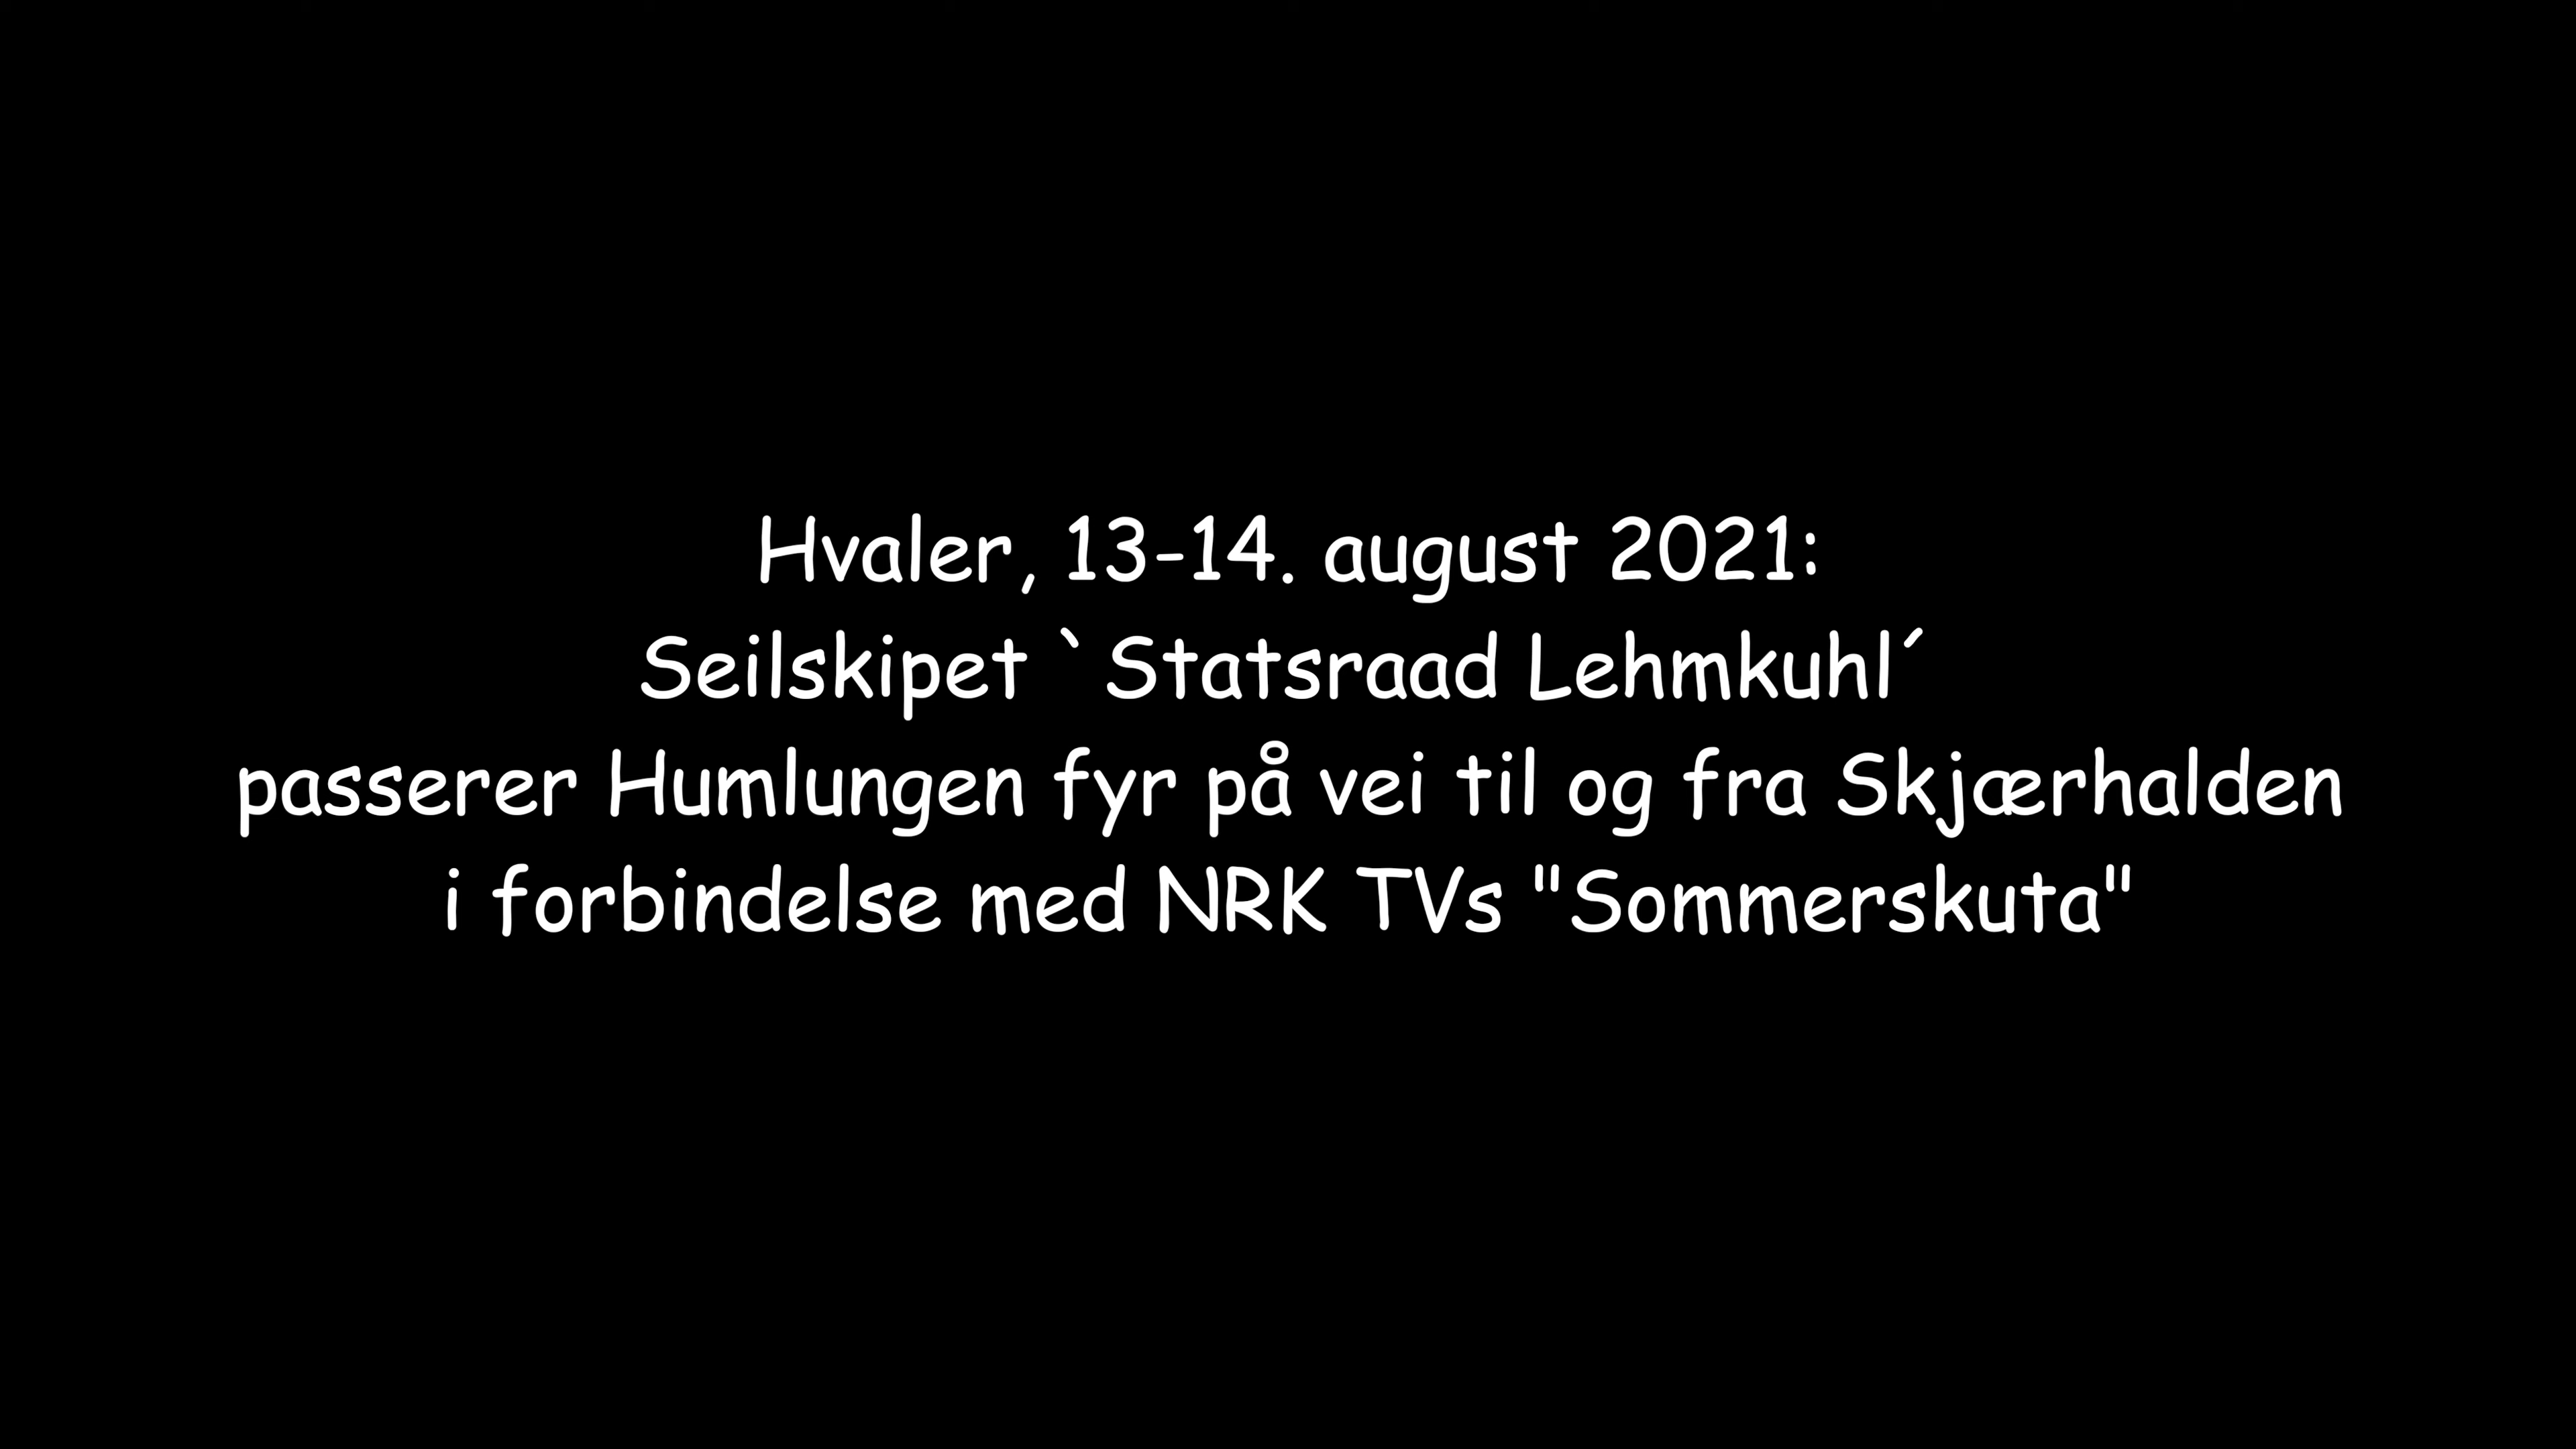 Hvaler, 13-14. august 2021:
Seilskipet `Statsraad Lehmkuhl´
passerer Humlungen fyr på vei til og fra Skjærhalden
i forbindelse med NRK TVs "Sommerskuta"